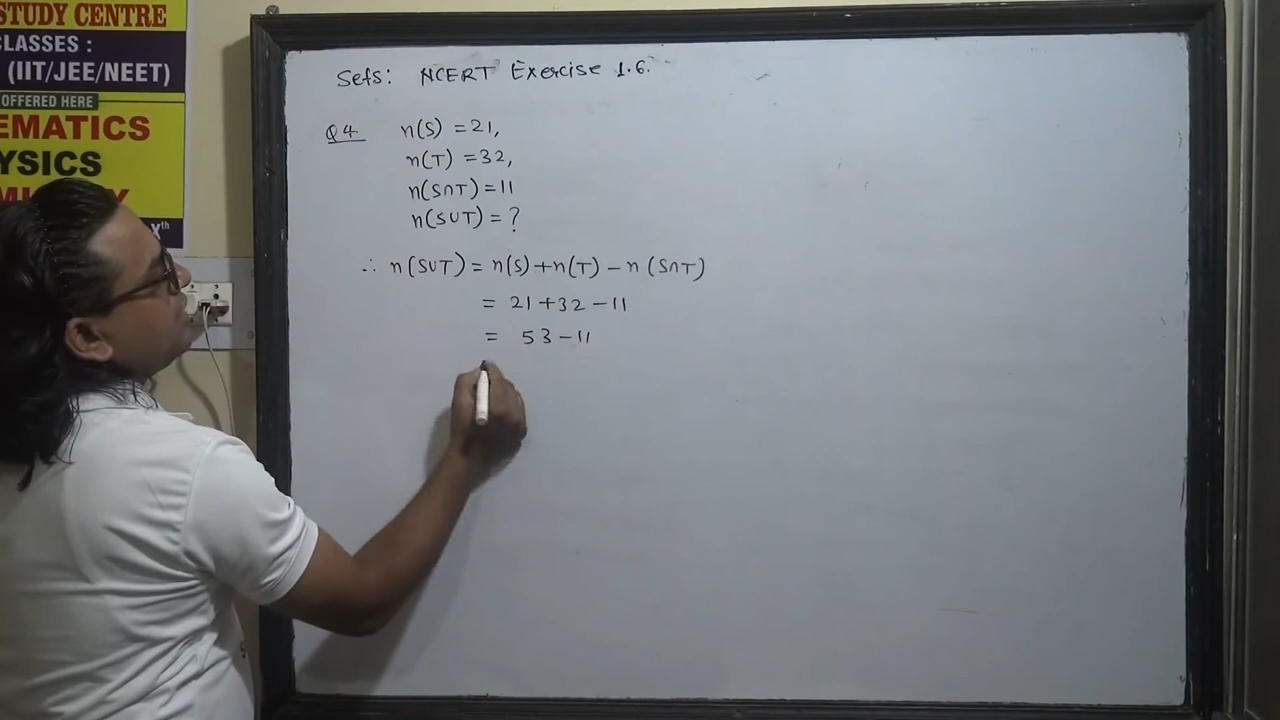 STUDY CENTRE
CLASSES :
(IIT/JEE/NEET)
OFFERED HERE
EMATICS
YSICS
Xth
Sets: NCERT Exercise 1.6.
Q4. n(S) = 21,
n(T) = 32,
n(S∩T) = 11
n(S∪T) = ?
∴ n(S∪T) = n(S)+n(T) – n(S∩T)
= 21+32 – 11
= 53 – 11